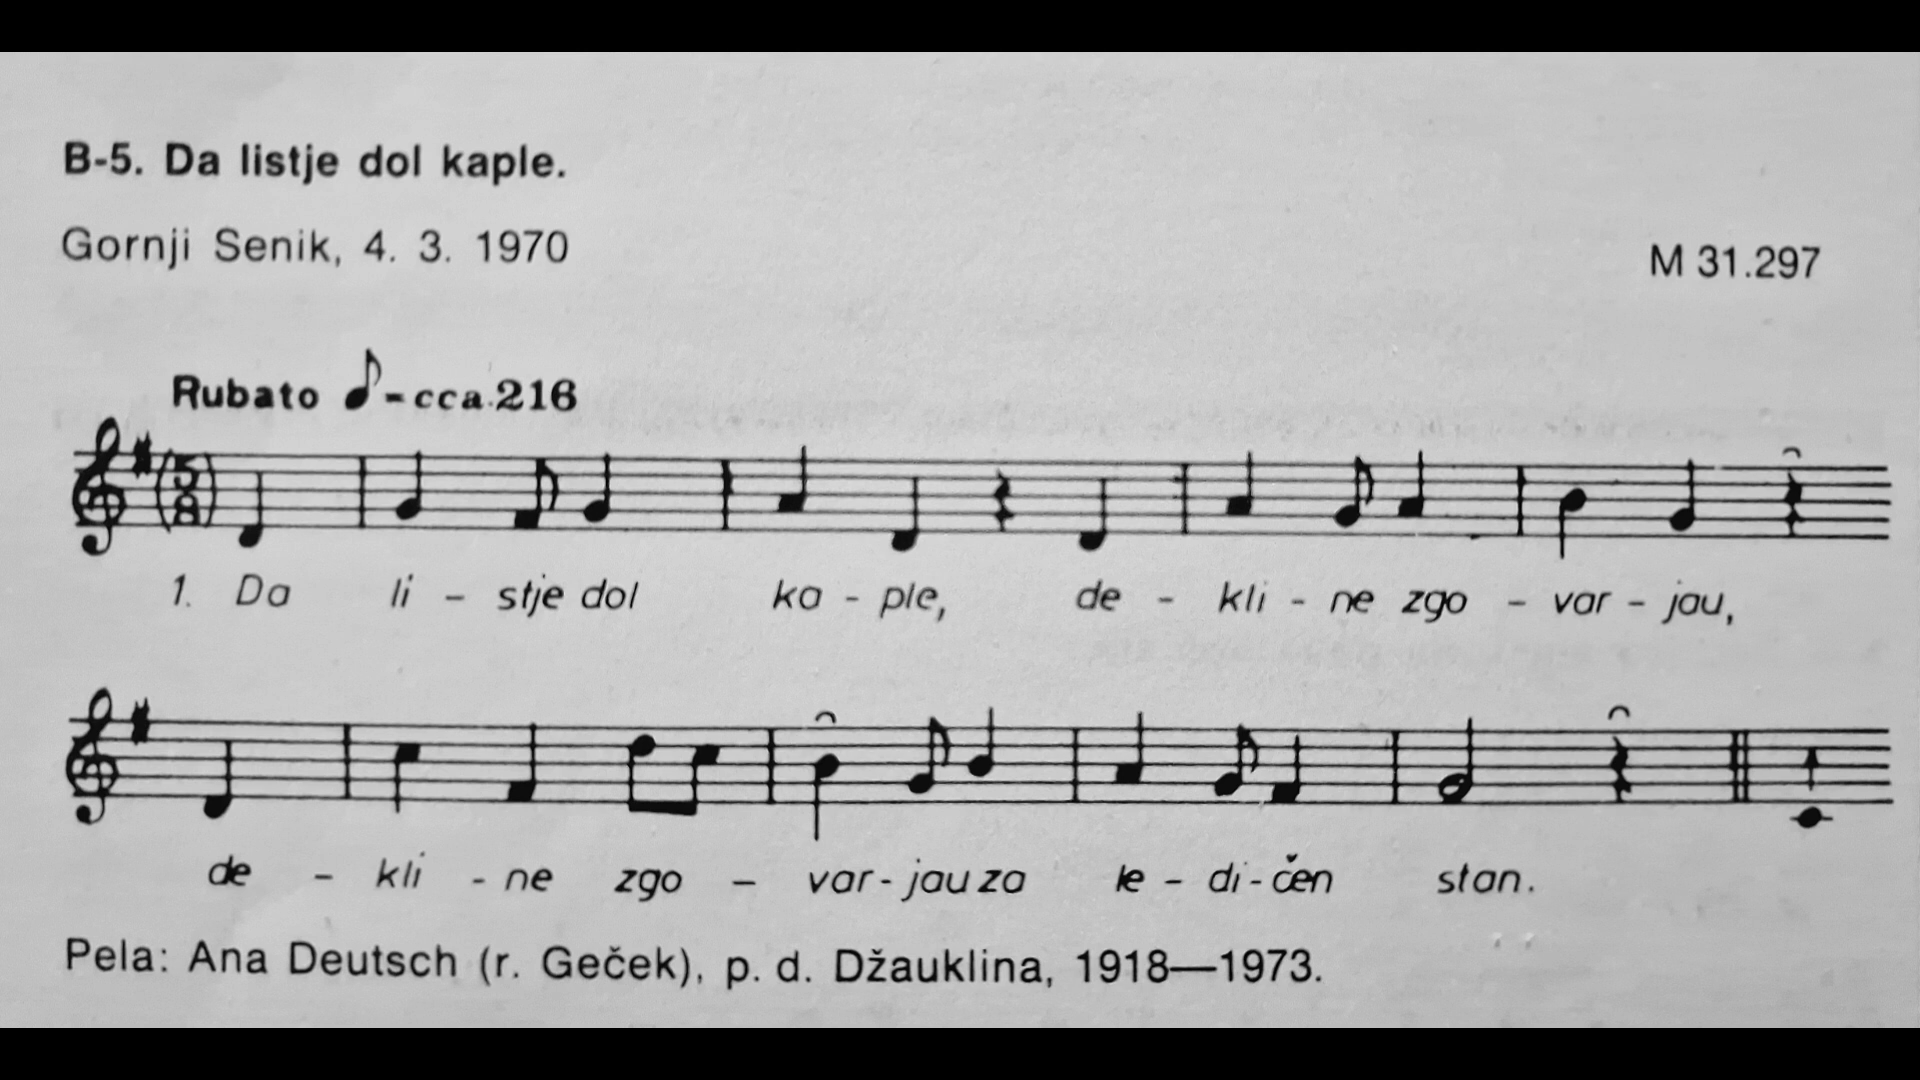 B-5. Da listje dol kaple.
Gornji Senik, 4. 3. 1970
M 31.297
Rubato ♪=cca.216
5
8
1. Da li - stje dol ka - ple, de - kli - ne zgo - var - jau,
de - kli - ne zgo - var - jau za le - di - čen stan.
Pela: Ana Deutsch (r. Geček), p. d. Džauklina, 1918—1973.